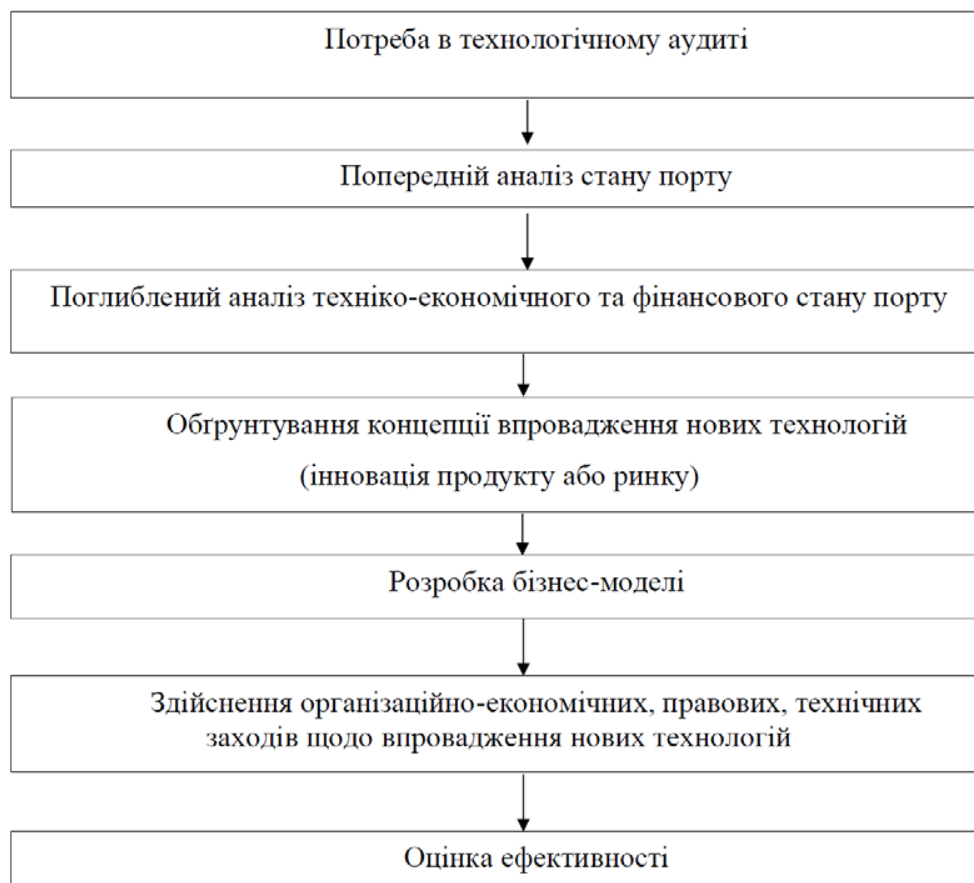 Потреба в технологічному аудиті
Попередній аналіз стану порту
Поглиблений аналіз техніко-економічного та фінансового стану порту
Обґрунтування концепції впровадження нових технологій
(інновація продукту або ринку)
Розробка бізнес-моделі
Здійснення організаційно-економічних, правових, технічних
заходів щодо впровадження нових технологій
Оцінка ефективності